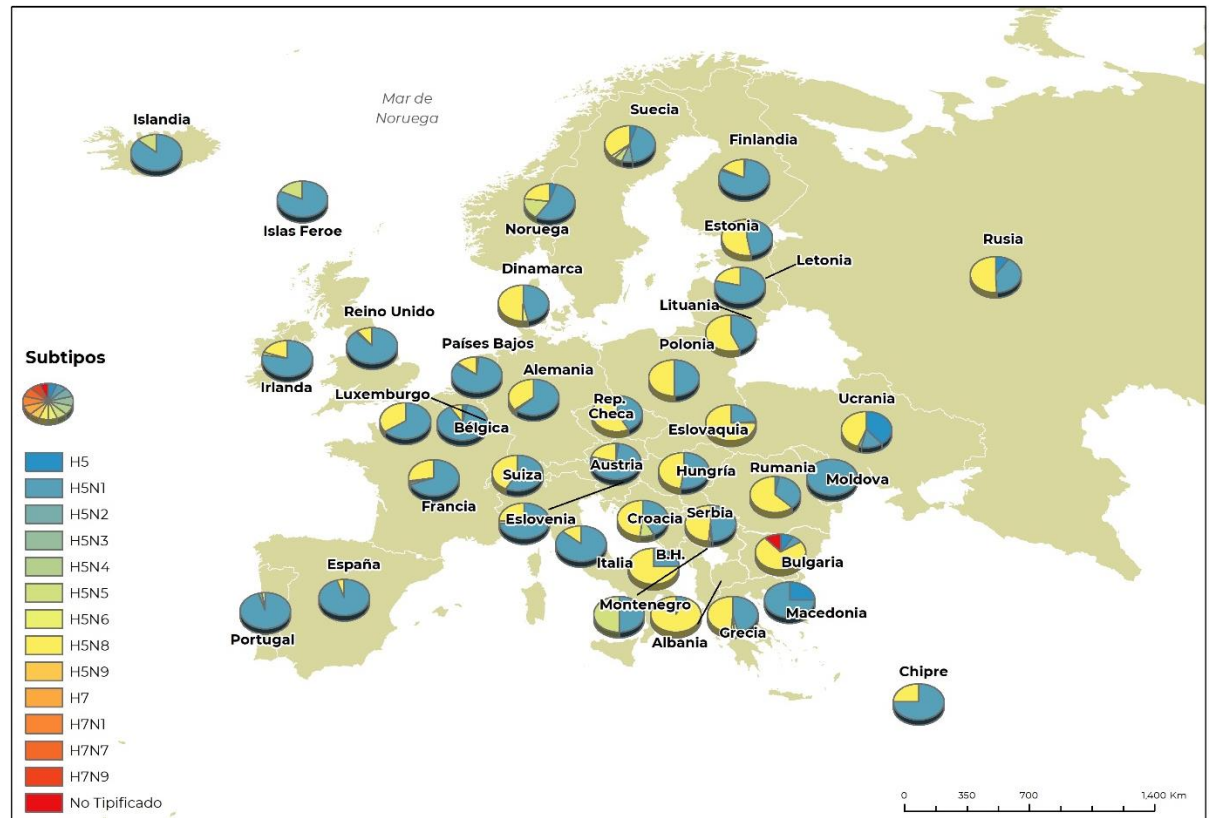 Mar de
Noruega
Islandia
Suecia
Finlandia
Islas Feroe
Noruega
Estonia
Rusia
Dinamarca
Letonia
Lituania
Reino Unido
Países Bajos
Polonia
Subtipos
Irlanda
Alemania
Luxemburgo
Rep.
Checa
Ucrania
Bélgica
Eslovaquia
H5
H5N1
H5N2
H5N3
H5N4
H5N5
H5N6
H5N8
H5N9
H7
H7N1
H7N7
H7N9
No Tipificado
Suiza
Austria
Hungría
Rumania
Moldova
Francia
Eslovenia
Croacia
Serbia
Italia
B.H.
Bulgaria
España
Portugal
Montenegro
Albania
Grecia
Macedonia
Chipre
0 350 700 1,400 Km